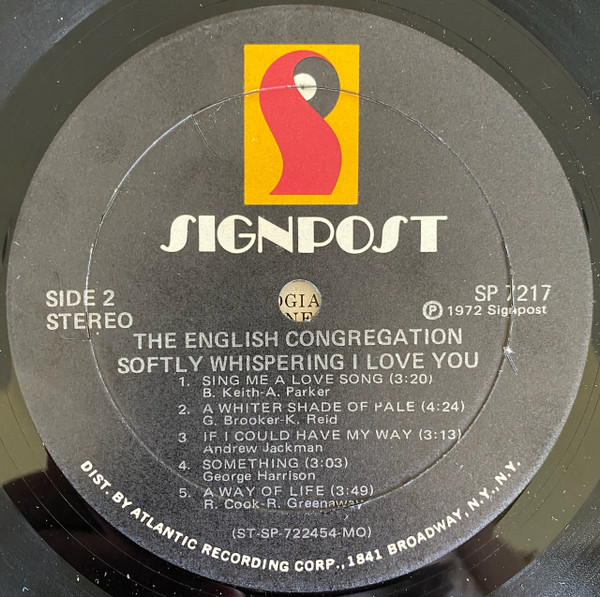 SIGNPOST
SIDE 2
STEREO
SP 7217
Ⓟ 1972 Signpost
THE ENGLISH CONGREGATION
SOFTLY WHISPERING I LOVE YOU
1. SING ME A LOVE SONG (3:20)
B. Keith-A. Parker
2. A WHITER SHADE OF PALE (4:24)
G. Brooker-K. Reid
3 IF I COULD HAVE MY WAY (3:13)
Andrew Jackman
4. SOMETHING (3:03)
George Harrison
5. A WAY OF LIFE (3:49)
R. Cook-R. Greenaway
(ST-SP-722454-MO)
DIST. BY ATLANTIC RECORDING CORP., 1841 BROADWAY, N.Y., N.Y.